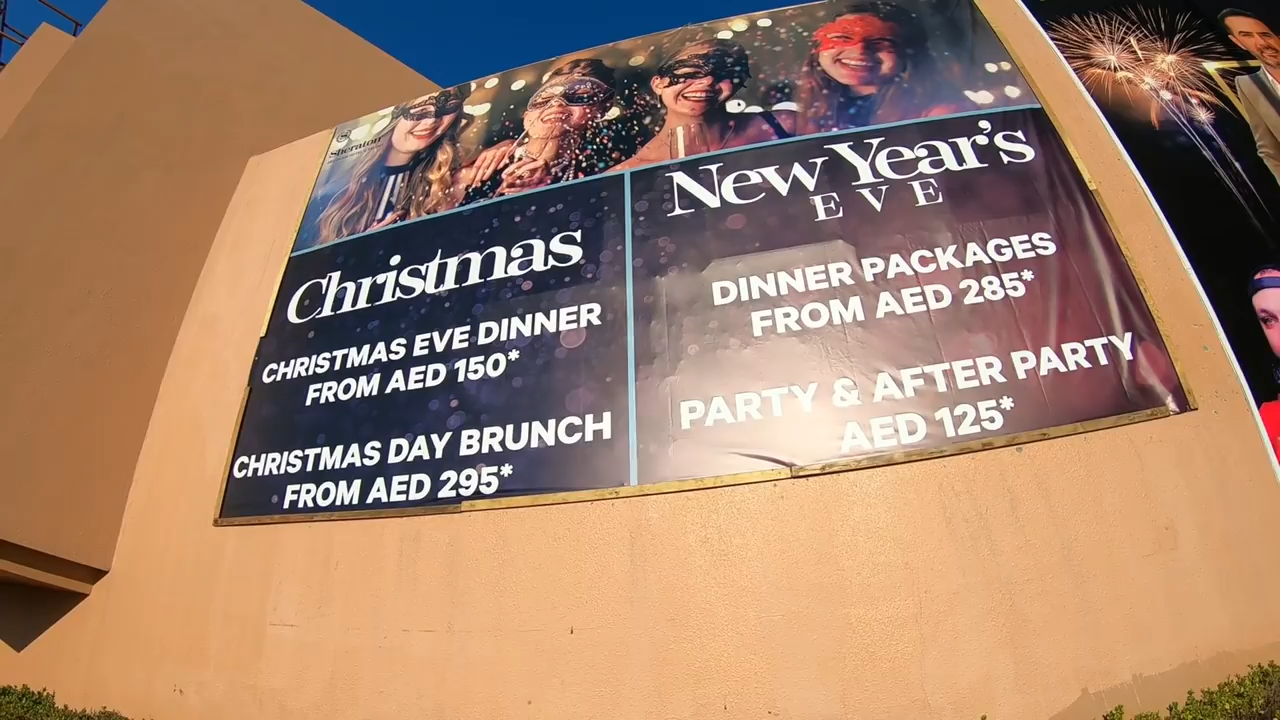 Sheraton
Christmas
CHRISTMAS EVE DINNER
FROM AED 150*
CHRISTMAS DAY BRUNCH
FROM AED 295*
New Year's
EVE
DINNER PACKAGES
FROM AED 285*
PARTY & AFTER PARTY
AED 125*